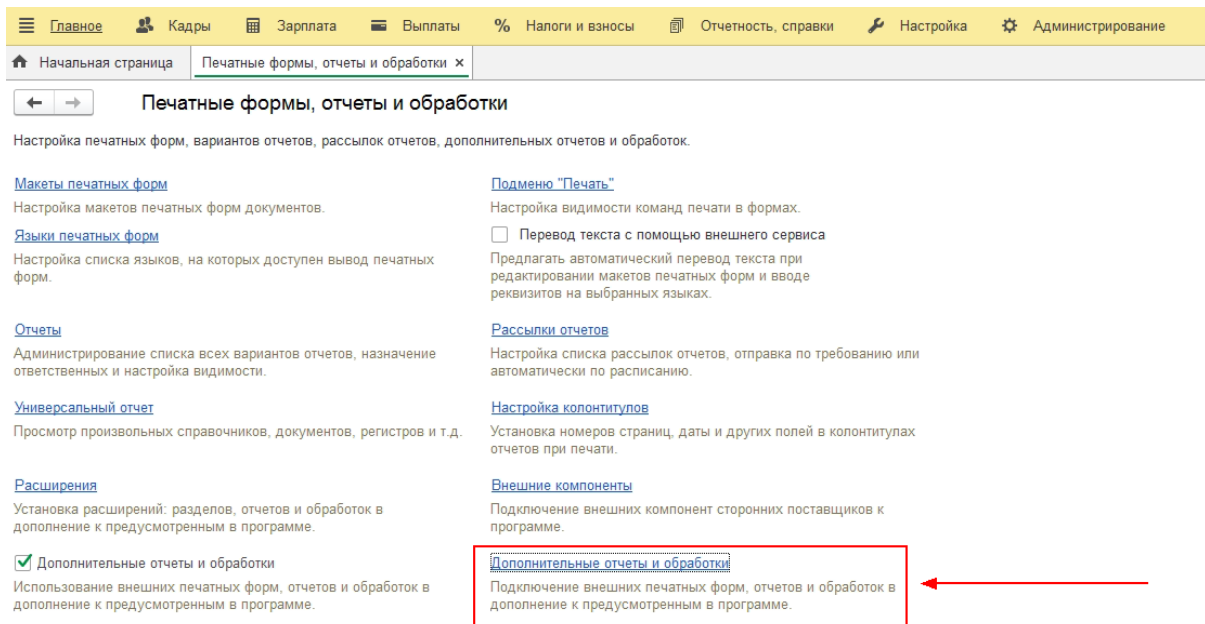 Главное Кадры Зарплата Выплаты % Налоги и взносы Отчетность, справки Настройка Администрирование
Начальная страница Печатные формы, отчеты и обработки ×
Печатные формы, отчеты и обработки
Настройка печатных форм, вариантов отчетов, рассылок отчетов, дополнительных отчетов и обработок.
Макеты печатных форм
Настройка макетов печатных форм документов.
Языки печатных форм
Настройка списка языков, на которых доступен вывод печатных
форм.
Подменю "Печать"
Настройка видимости команд печати в формах.
Перевод текста с помощью внешнего сервиса
Предлагать автоматический перевод текста при
редактировании макетов печатных форм и вводе
реквизитов на выбранных языках.
Отчеты
Администрирование списка всех вариантов отчетов, назначение
ответственных и настройка видимости.
Рассылки отчетов
Настройка списка рассылок отчетов, отправка по требованию или
автоматически по расписанию.
Универсальный отчет
Просмотр произвольных справочников, документов, регистров и т.д.
Настройка колонтитулов
Установка номеров страниц, даты и других полей в колонтитулах
отчетов при печати.
Расширения
Установка расширений: разделов, отчетов и обработок в
дополнение к предусмотренным в программе.
Внешние компоненты
Подключение внешних компонент сторонних поставщиков к
программе.
Дополнительные отчеты и обработки
Использование внешних печатных форм, отчетов и обработок в
дополнение к предусмотренным в программе.
Дополнительные отчеты и обработки
Подключение внешних печатных форм, отчетов и обработок в
дополнение к предусмотренным в программе.